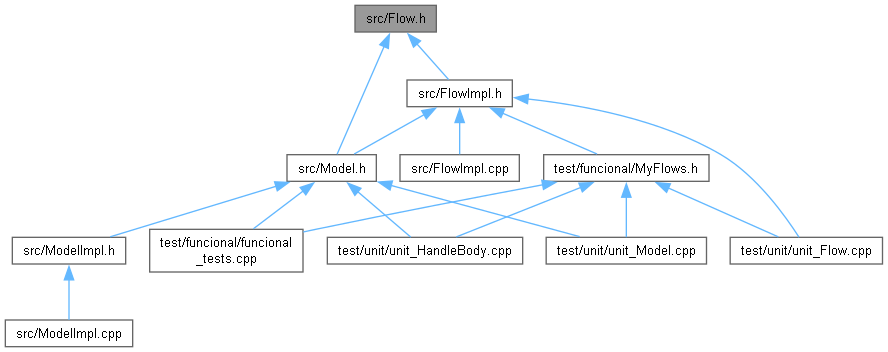 src/Flow.h
src/FlowImpl.h
src/Model.h
src/FlowImpl.cpp
test/funcional/MyFlows.h
src/ModelImpl.h
test/funcional/funcional
_tests.cpp
test/unit/unit_HandleBody.cpp
test/unit/unit_Model.cpp
test/unit/unit_Flow.cpp
src/ModelImpl.cpp